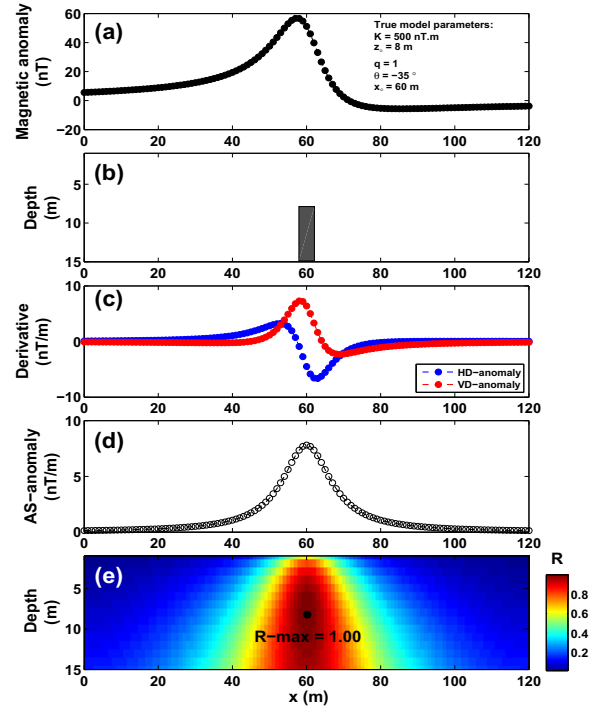 (a)
Magnetic anomaly
(nT)
60
40
20
0
−20
True model parameters:
K = 500 nT.m
z° = 8 m
q = 1
θ = −35 °
x° = 60 m
0 20 40 60 80 100 120
(b)
Depth
(m)
5
10
15
0 20 40 60 80 100 120
(c)
Derivative
(nT/m)
10
0
−10
HD−anomaly
VD−anomaly
0 20 40 60 80 100 120
(d)
AS−anomaly
(nT/m)
10
5
0
0 20 40 60 80 100 120
(e)
Depth
(m)
5
10
15
R−max = 1.00
0 20 40 60 80 100 120
x (m)
R
0.8
0.6
0.4
0.2